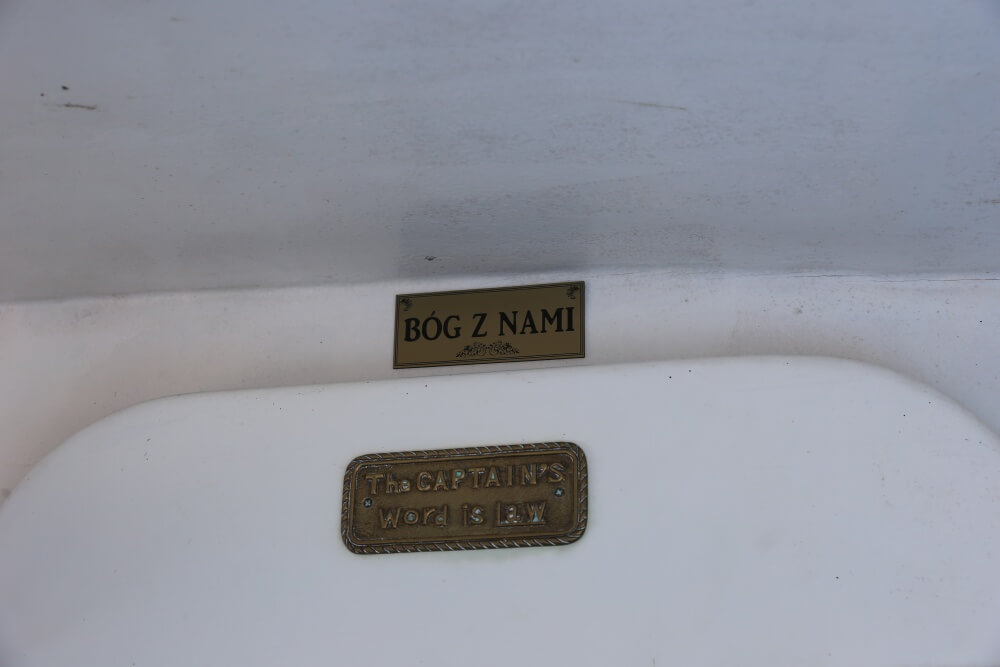 BÓG Z NAMI
The CAPTAIN'S
Word is LaW